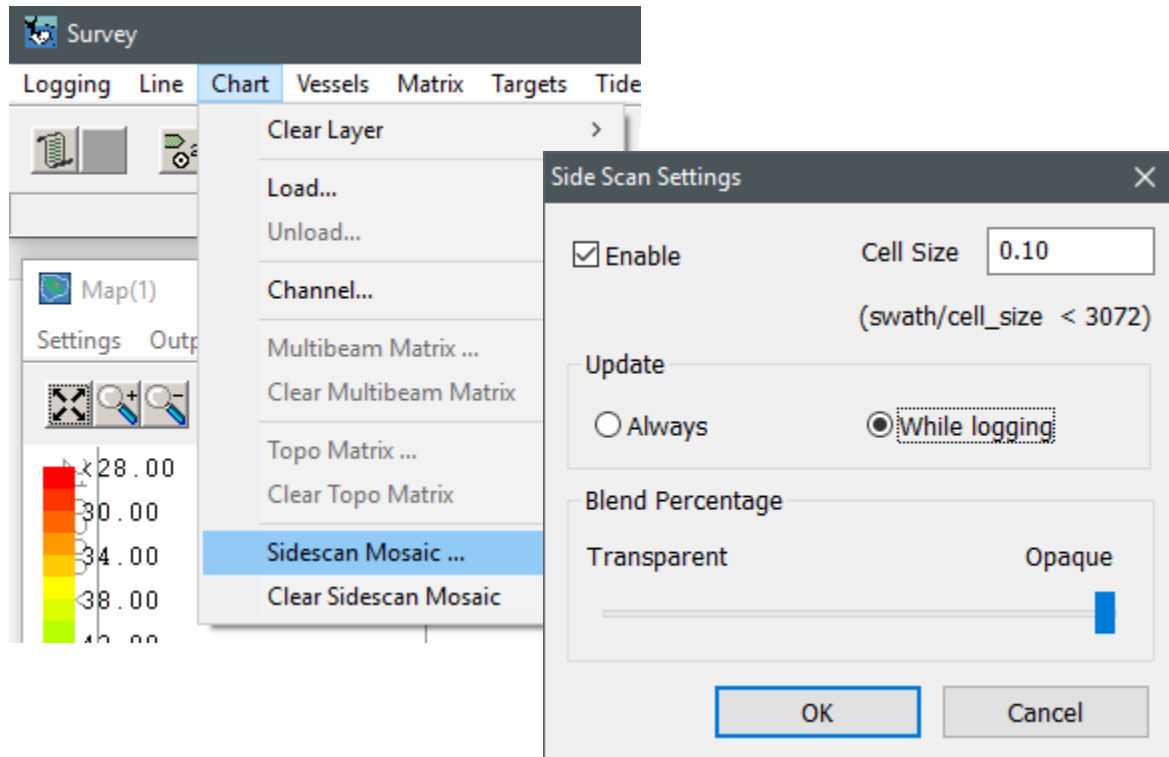 Survey
Logging Line Chart Vessels Matrix Targets Tide
Clear Layer
Load...
Unload...
Channel...
Multibeam Matrix ...
Clear Multibeam Matrix
Topo Matrix ...
Clear Topo Matrix
Sidescan Mosaic ...
Clear Sidescan Mosaic
Map(1)
Settings Outp
28.00
30.00
34.00
38.00
Side Scan Settings
Enable Cell Size 0.10
(swath/cell_size < 3072)
Update
Always While logging
Blend Percentage
Transparent Opaque
OK Cancel